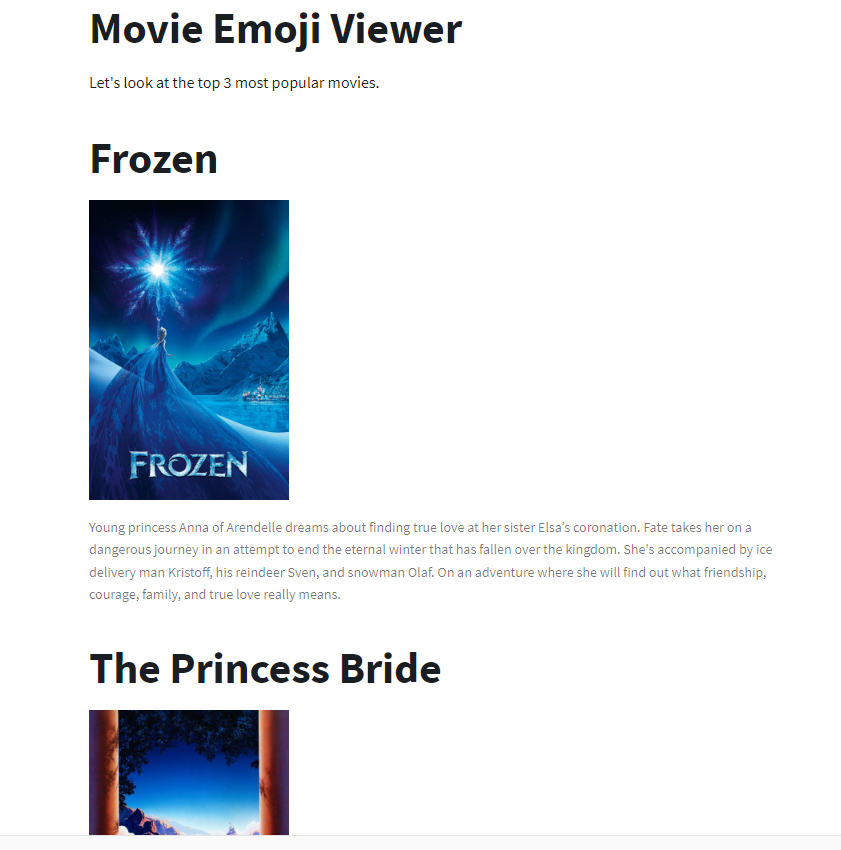 Movie Emoji Viewer
Let's look at the top 3 most popular movies.
Frozen
FROZEN
Young princess Anna of Arendelle dreams about finding true love at her sister Elsa’s coronation. Fate takes her on a
dangerous journey in an attempt to end the eternal winter that has fallen over the kingdom. She's accompanied by ice
delivery man Kristoff, his reindeer Sven, and snowman Olaf. On an adventure where she will find out what friendship,
courage, family, and true love really means.
The Princess Bride